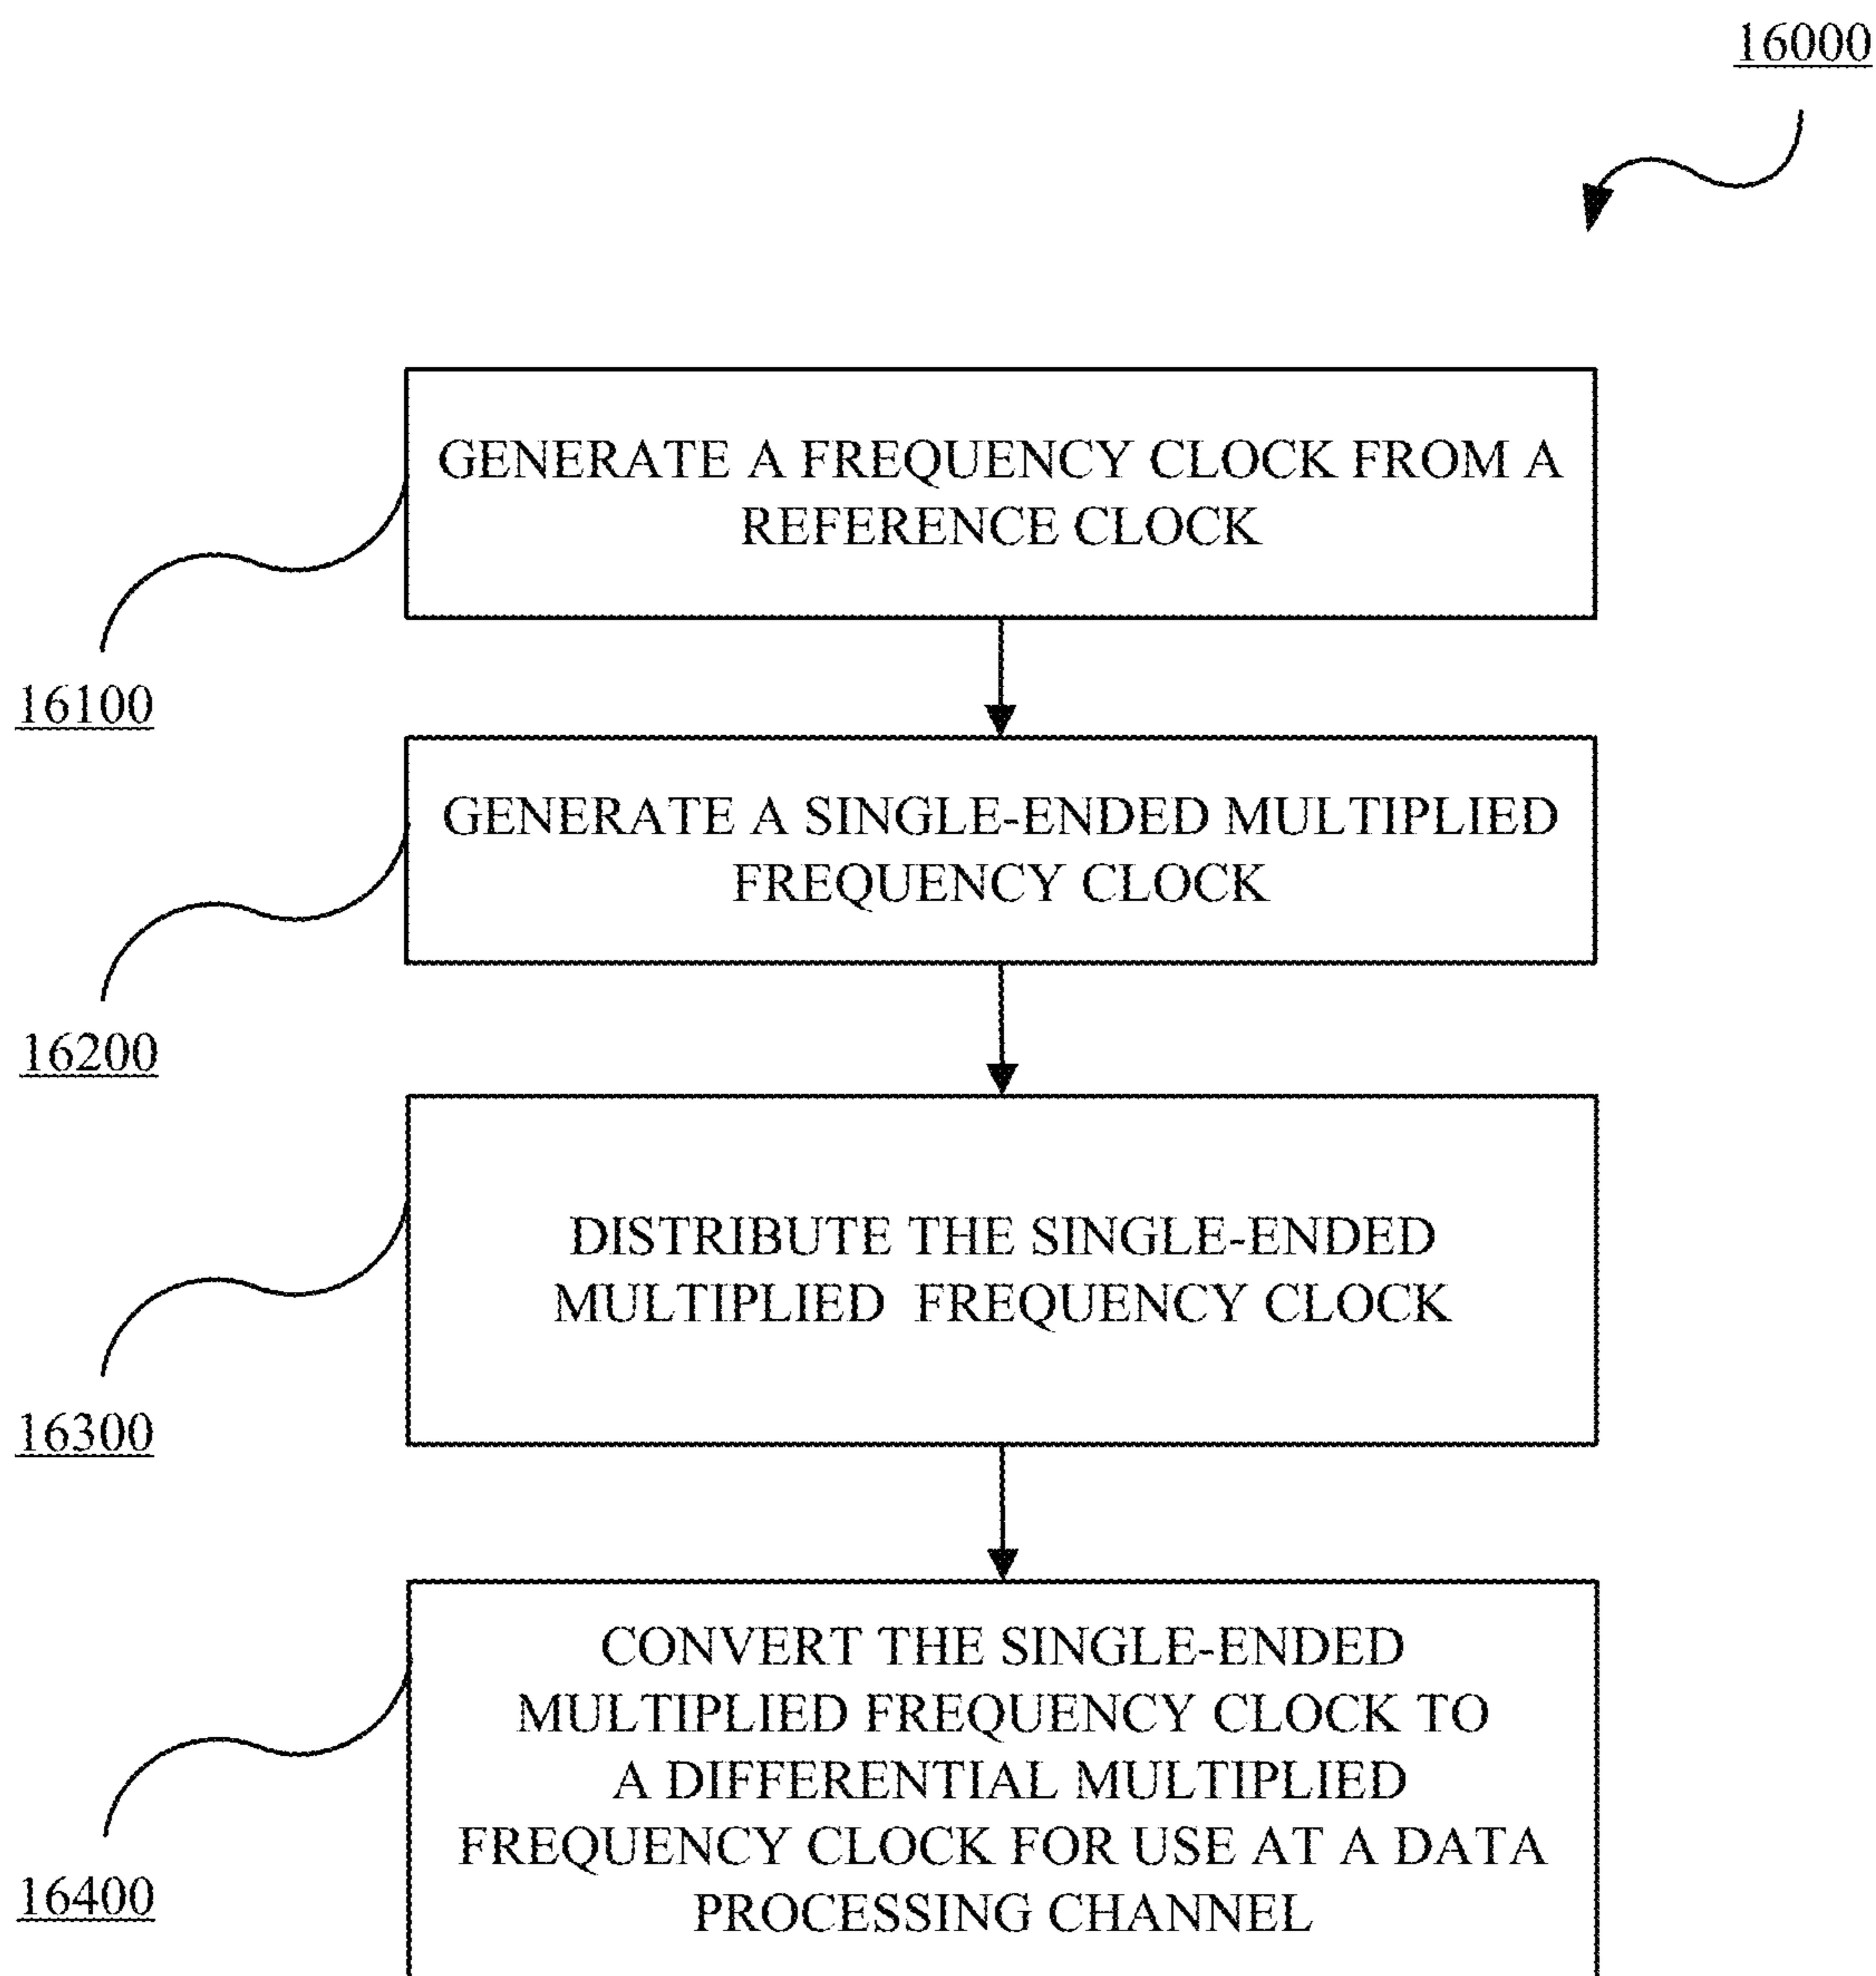 16000
GENERATE A FREQUENCY CLOCK FROM A
REFERENCE CLOCK
16100
GENERATE A SINGLE-ENDED MULTIPLIED
FREQUENCY CLOCK
16200
DISTRIBUTE THE SINGLE-ENDED
MULTIPLIED FREQUENCY CLOCK
16300
CONVERT THE SINGLE-ENDED
MULTIPLIED FREQUENCY CLOCK TO
A DIFFERENTIAL MULTIPLIED
FREQUENCY CLOCK FOR USE AT A DATA
PROCESSING CHANNEL
16400